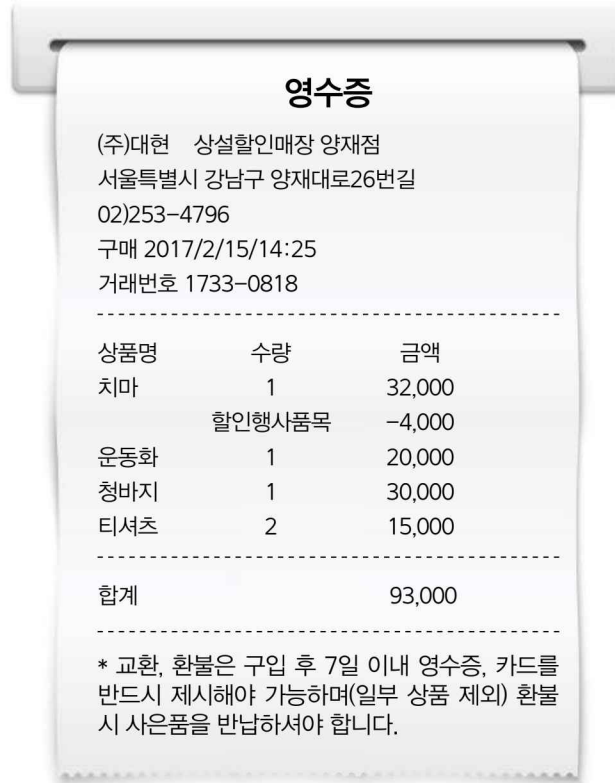 영수증
(주)대현 상설할인매장 양재점
서울특별시 강남구 양재대로26번길
02)253-4796
구매 2017/2/15/14:25
거래번호 1733-0818
상품명 수량 금액
치마 1 32,000
할인행사품목 -4,000
운동화 1 20,000
청바지 1 30,000
티셔츠 2 15,000
합계 93,000
* 교환, 환불은 구입 후 7일 이내 영수증, 카드를
반드시 제시해야 가능하며(일부 상품 제외) 환불
시 사은품을 반납하셔야 합니다.